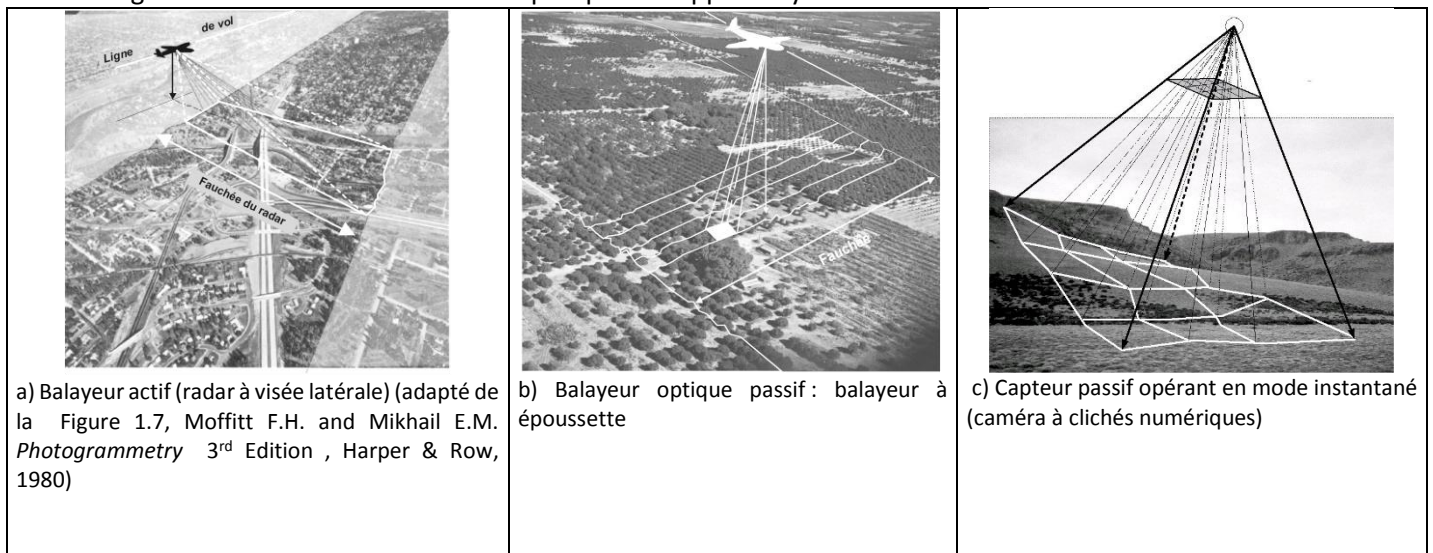 Ligne
de vol
Fauchée du radar
a) Balayeur actif (radar à visée latérale) (adapté de
la Figure 1.7, Moffitt F.H. and Mikhail E.M.
Photogrammetry 3rd Edition , Harper & Row,
1980)
Fauchée
b) Balayeur optique passif : balayeur à
époussette
c) Capteur passif opérant en mode instantané
(caméra à clichés numériques)